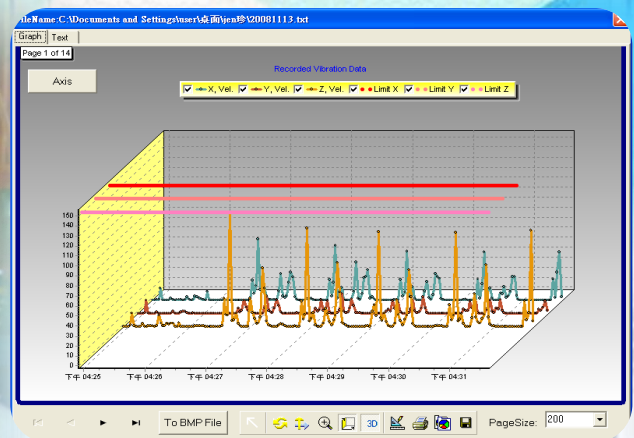 ileName:C:\Documents and Settings\user\桌面\jen珍\20081113.txt
Graph Text
Page 1 of 14
Axis
Recorded Vibration Data
X, Vel. Y, Vel. Z, Vel. Limit X Limit Y Limit Z
160
130
120
110
100
90
80
70
60
50
40
30
20
10
0
下午 04:25 下午 04:26 下午 04:27 下午 04:28 下午 04:29 下午 04:30 下午 04:31
To BMP File 3D PageSize: 200